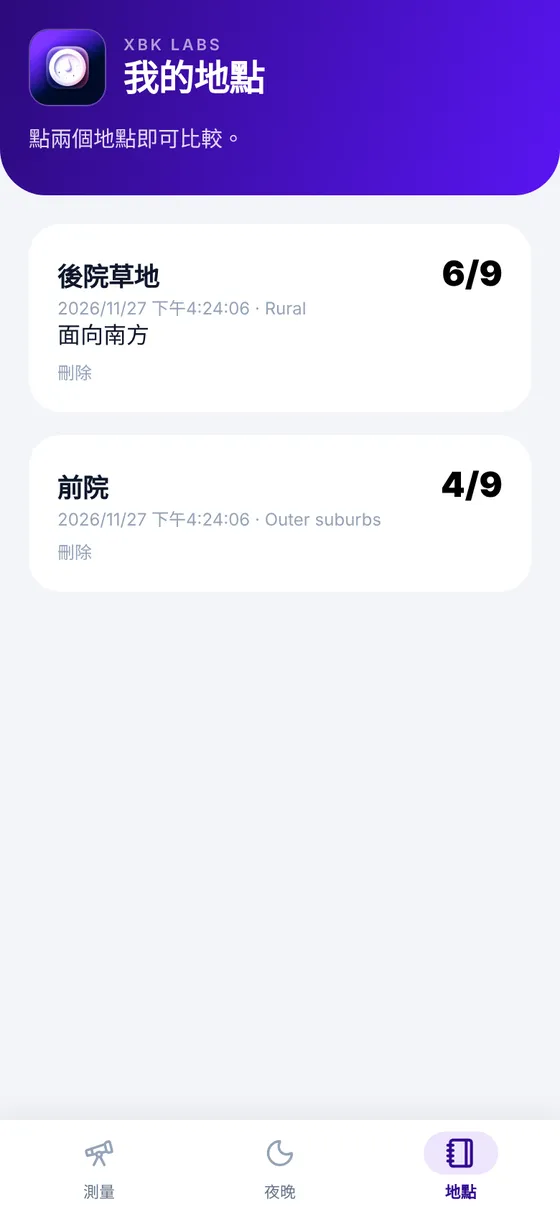 XBK LABS
我的地點
點兩個地點即可比較。
後院草地
6/9
2026/11/27 下午4:24:06 · Rural
面向南方
刪除
前院
4/9
2026/11/27 下午4:24:06 · Outer suburbs
刪除
測量
夜晚
地點